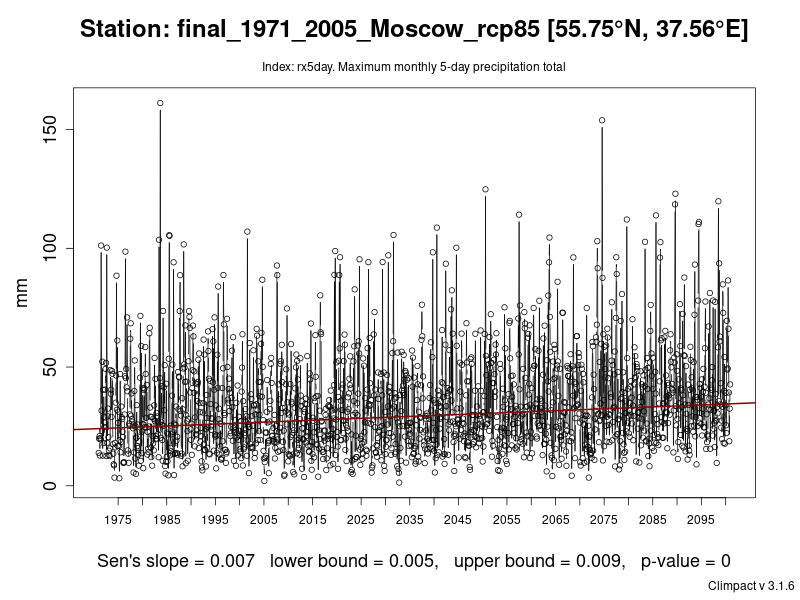 Station: final_1971_2005_Moscow_rcp85 [55.75°N, 37.56°E]
Index: rx5day. Maximum monthly 5-day precipitation total
150
100
50
0
mm
1975 1985 1995 2005 2015 2025 2035 2045 2055 2065 2075 2085 2095
Sen's slope = 0.007 lower bound = 0.005, upper bound = 0.009, p-value = 0
Climpact v 3.1.6